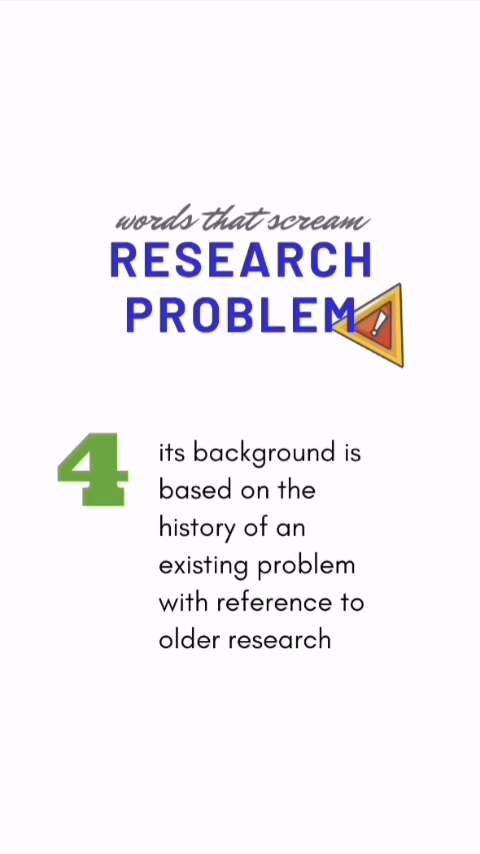 words that scream
RESEARCH
PROBLEM
!
4
its background is
based on the
history of an
existing problem
with reference to
older research